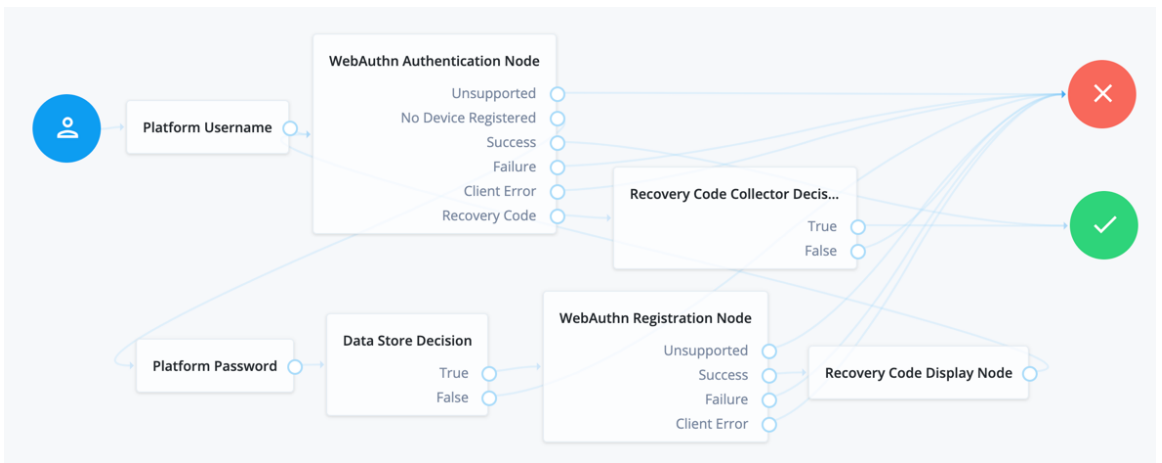 WebAuthn Authentication Node
Unsupported
No Device Registered
Success
Failure
Client Error
Recovery Code
Platform Username
Recovery Code Collector Decis...
True
False
Platform Password
Data Store Decision
True
False
WebAuthn Registration Node
Unsupported
Success
Failure
Client Error
Recovery Code Display Node